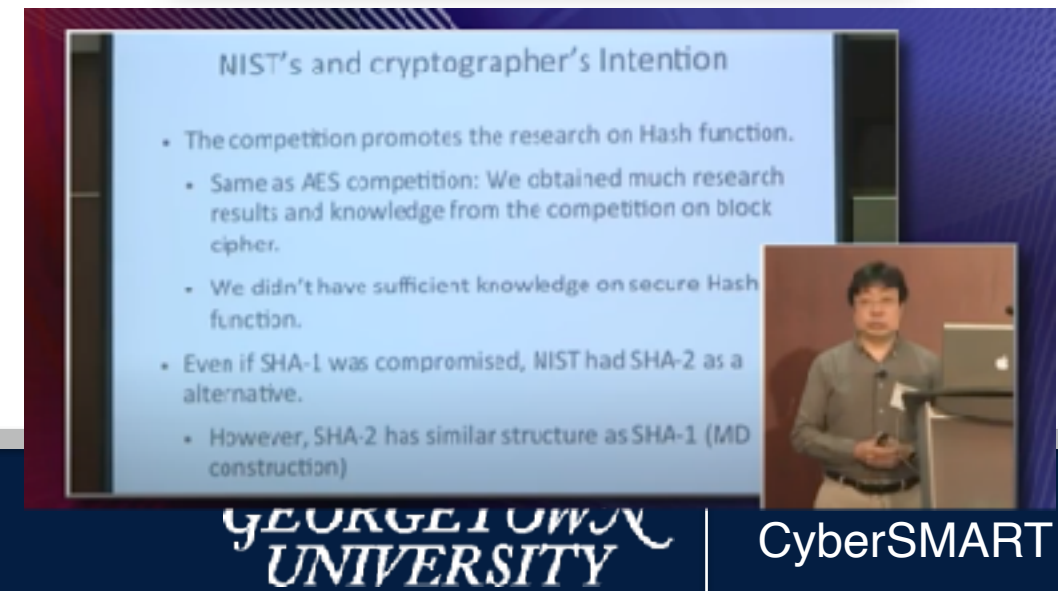 NIST's and cryptographer's Intention
• The competition promotes the research on Hash function.
• Same as AES competition: We obtained much research
results and knowledge from the competition on block
cipher.
• We didn't have sufficient knowledge on secure Hash
function.
• Even if SHA-1 was compromised, NIST had SHA-2 as a
alternative.
• However, SHA-2 has similar structure as SHA-1 (MD
construction)
GEORGETOWN
UNIVERSITY
CyberSMART